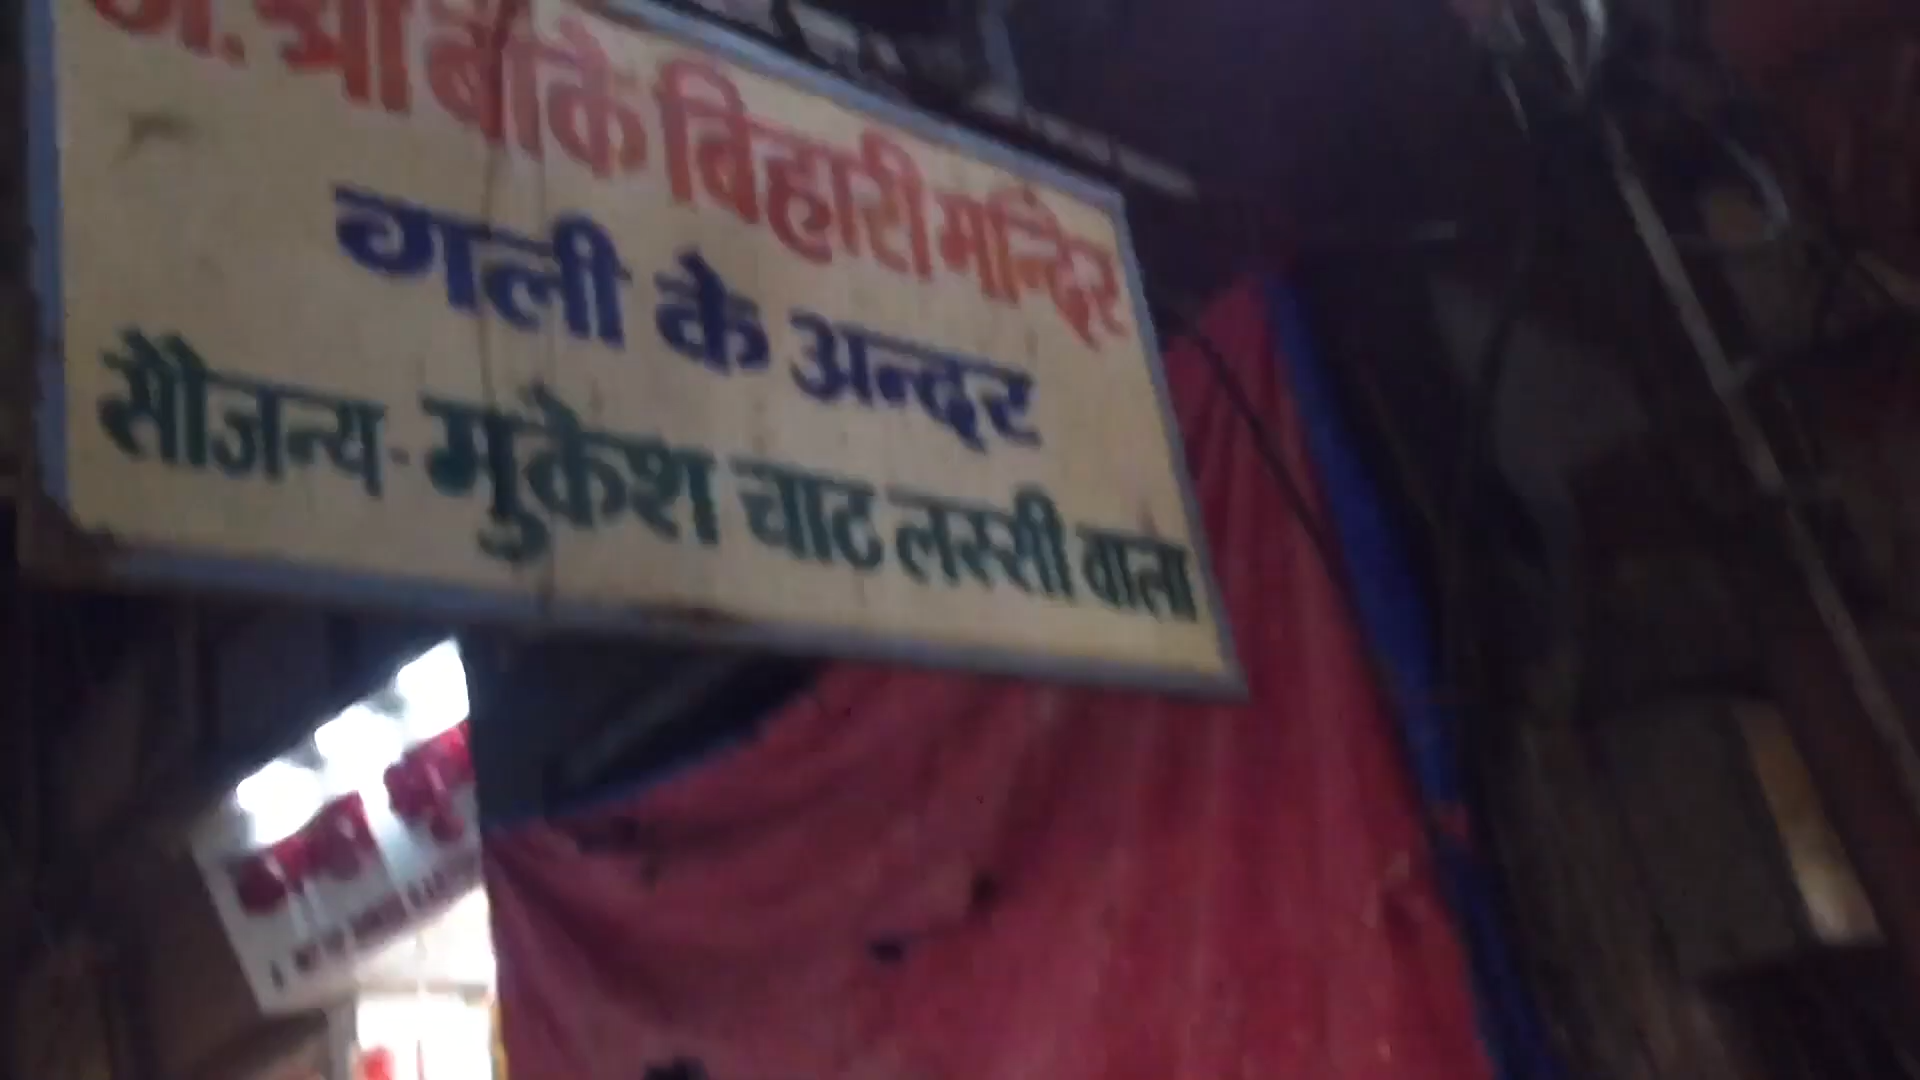 श्री बाँके बिहारी मन्दिर
गली के अन्दर
सौजन्य - मुकेश चाट लस्सी वाला